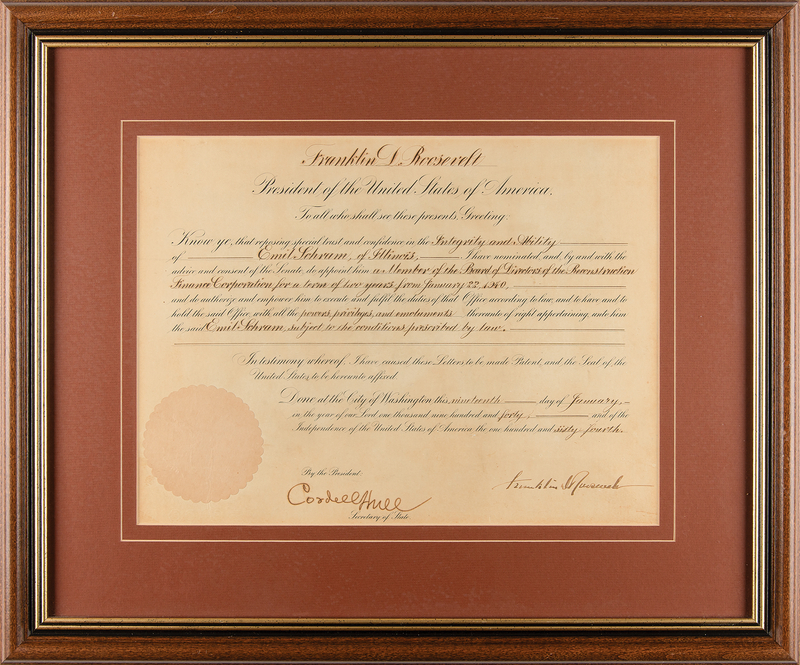 Franklin D. Roosevelt
President of the United States of America,
To all who shall see these presents, Greeting:
Know ye, that reposing special trust and confidence in the Integrity and Ability
of Emil Schram, of Illinois, I have nominated and, by and with the
advice and consent of the Senate, do appoint him a Member of the Board of Directors of the Reconstruction
Finance Corporation for a term of two years from January 22, 1940,
and do authorize and empower him to execute and fulfil the duties of that Office according to law, and to have and to
hold the said Office, with all the powers, privileges, and emoluments thereunto of right appertaining, unto him
the said Emil Schram, subject to the conditions prescribed by law.
In testimony whereof, I have caused these Letters to be made Patent, and the Seal of the
United States to be hereunto affixed.
Done at the City of Washington this nineteenth day of January,
in the year of our Lord one thousand nine hundred and forty, and of the
Independence of the United States of America the one hundred and sixty-fourth.
By the President:
Franklin D Roosevelt
Cordell Hull
Secretary of State.